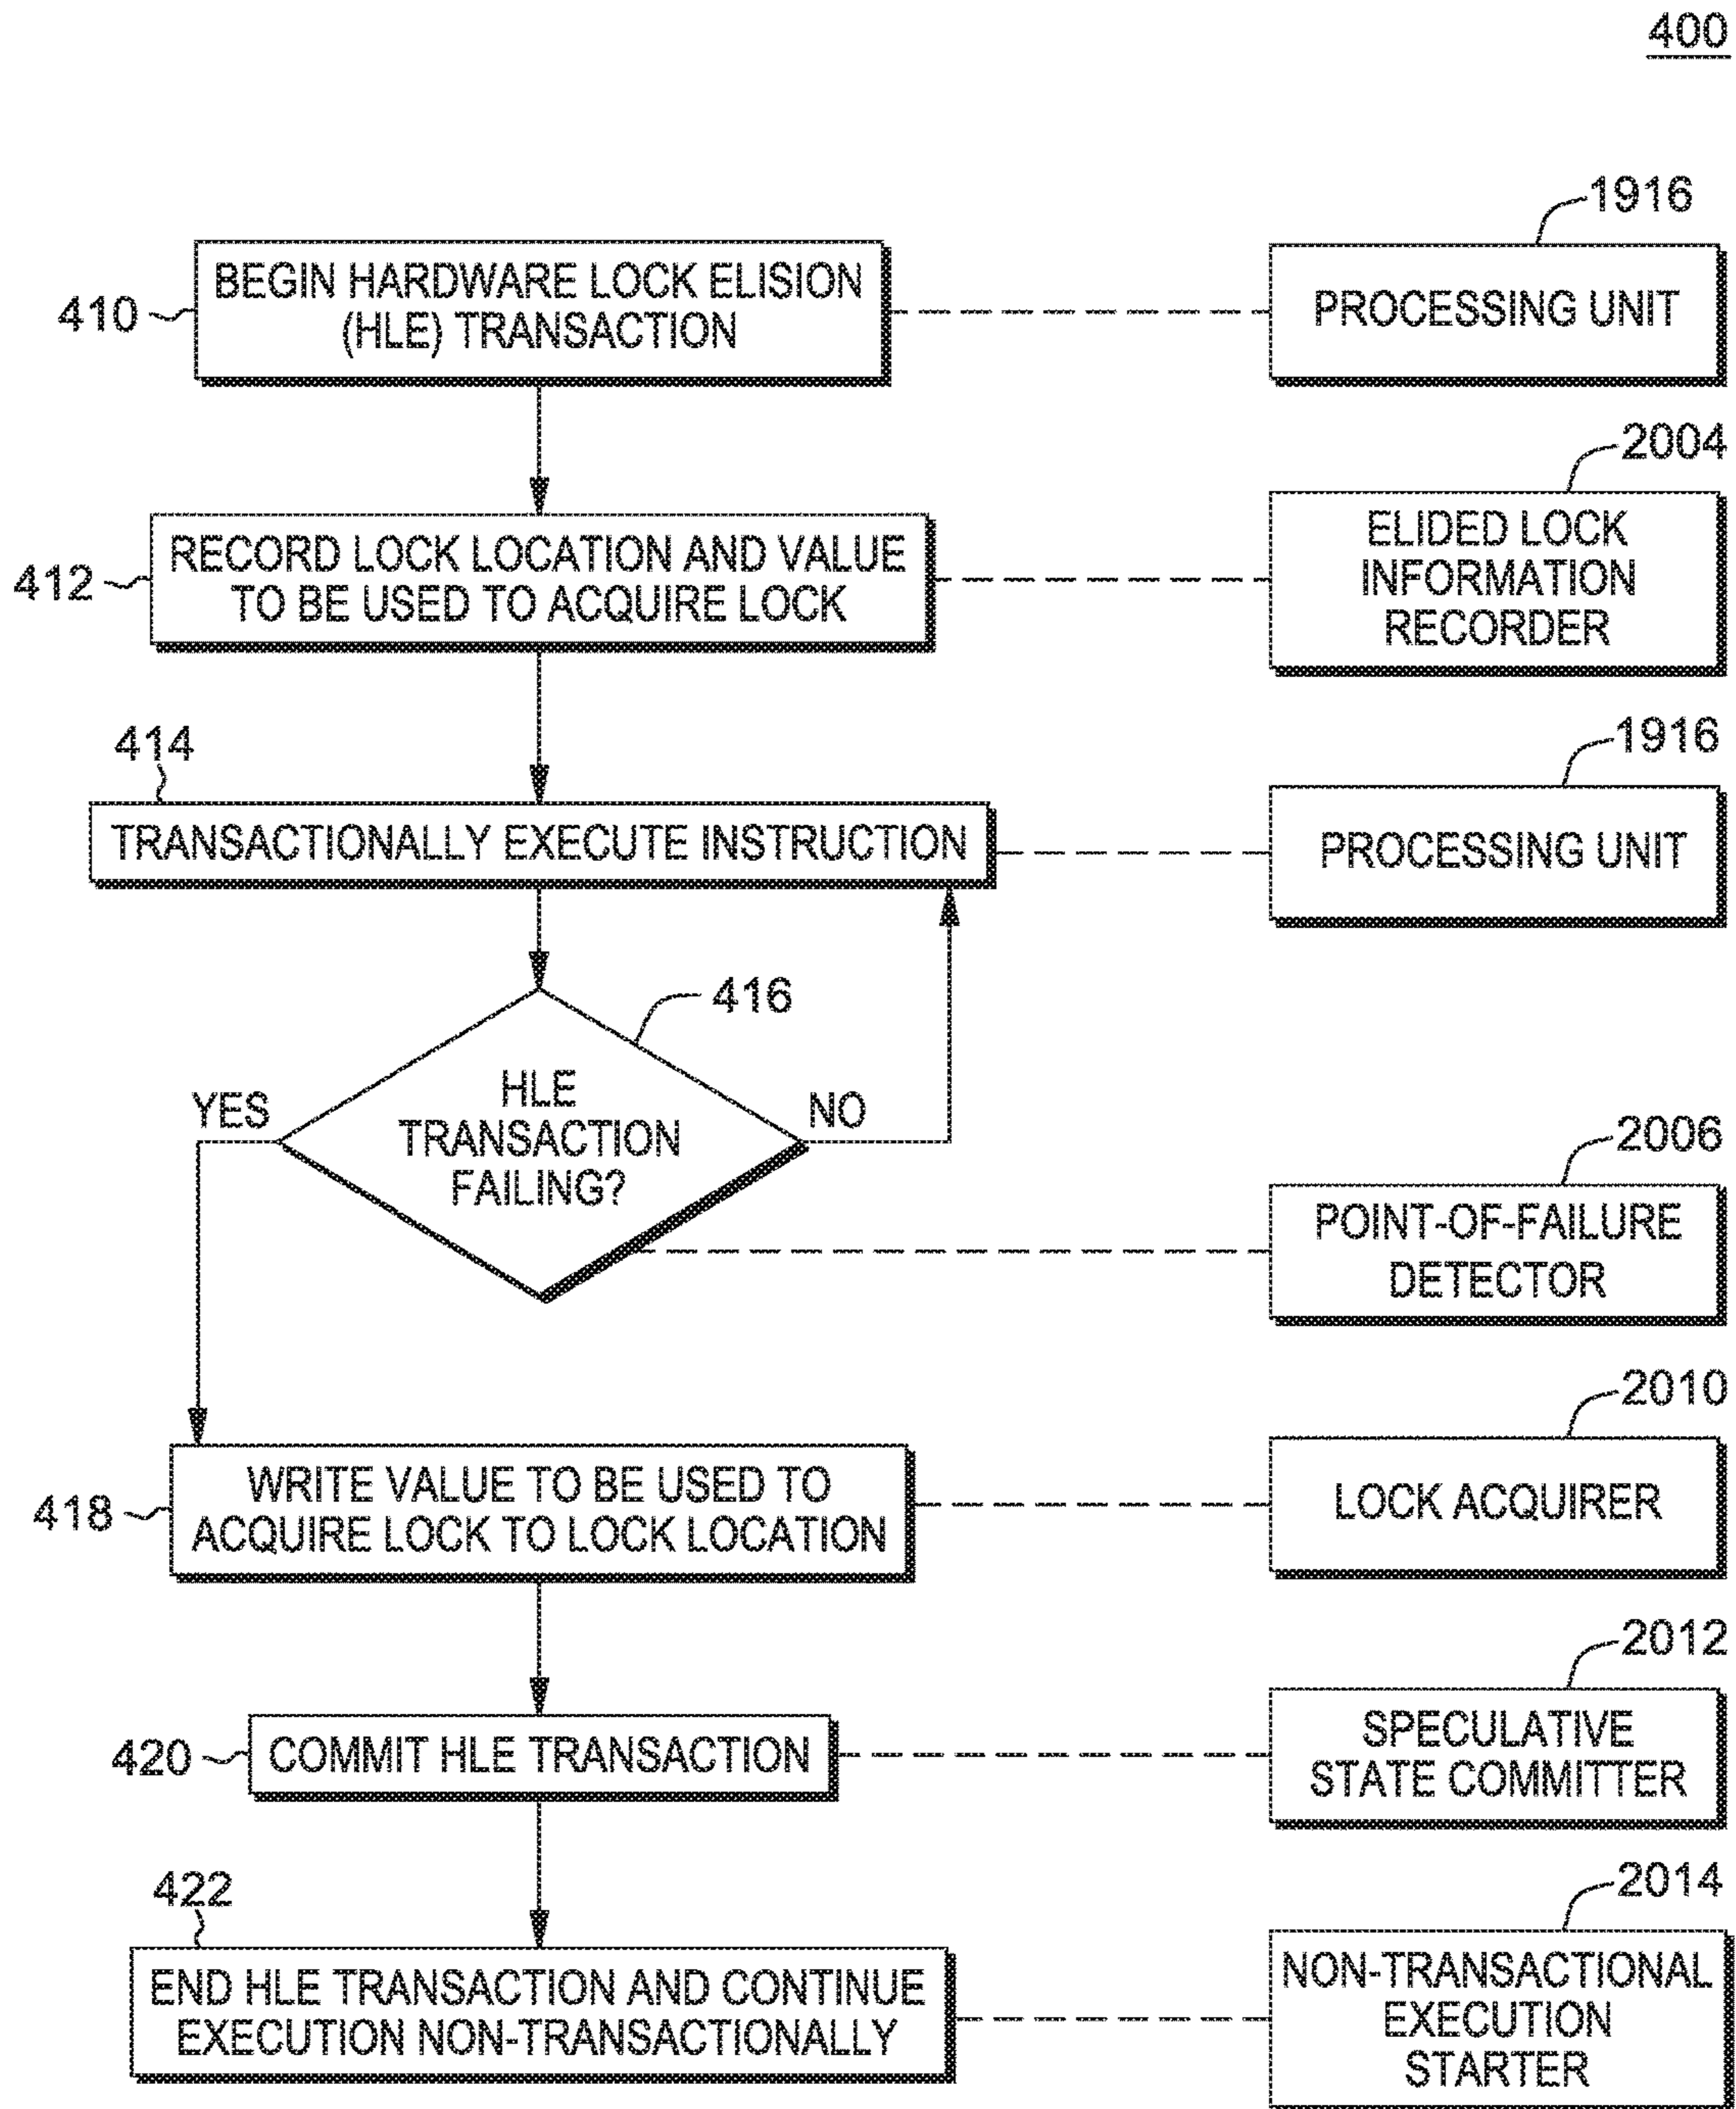 400
1916
BEGIN HARDWARE LOCK ELISION
(HLE) TRANSACTION
410
PROCESSING UNIT
2004
RECORD LOCK LOCATION AND VALUE
TO BE USED TO ACQUIRE LOCK
412
ELIDED LOCK
INFORMATION
RECORDER
414
1916
TRANSACTIONALLY EXECUTE INSTRUCTION
PROCESSING UNIT
416
HLE
TRANSACTION
FAILING?
YES
NO
2006
POINT-OF-FAILURE
DETECTOR
2010
WRITE VALUE TO BE USED TO
ACQUIRE LOCK TO LOCK LOCATION
418
LOCK ACQUIRER
2012
COMMIT HLE TRANSACTION
420
SPECULATIVE
STATE COMMITTER
422
2014
END HLE TRANSACTION AND CONTINUE
EXECUTION NON-TRANSACTIONALLY
NON-TRANSACTIONAL
EXECUTION
STARTER